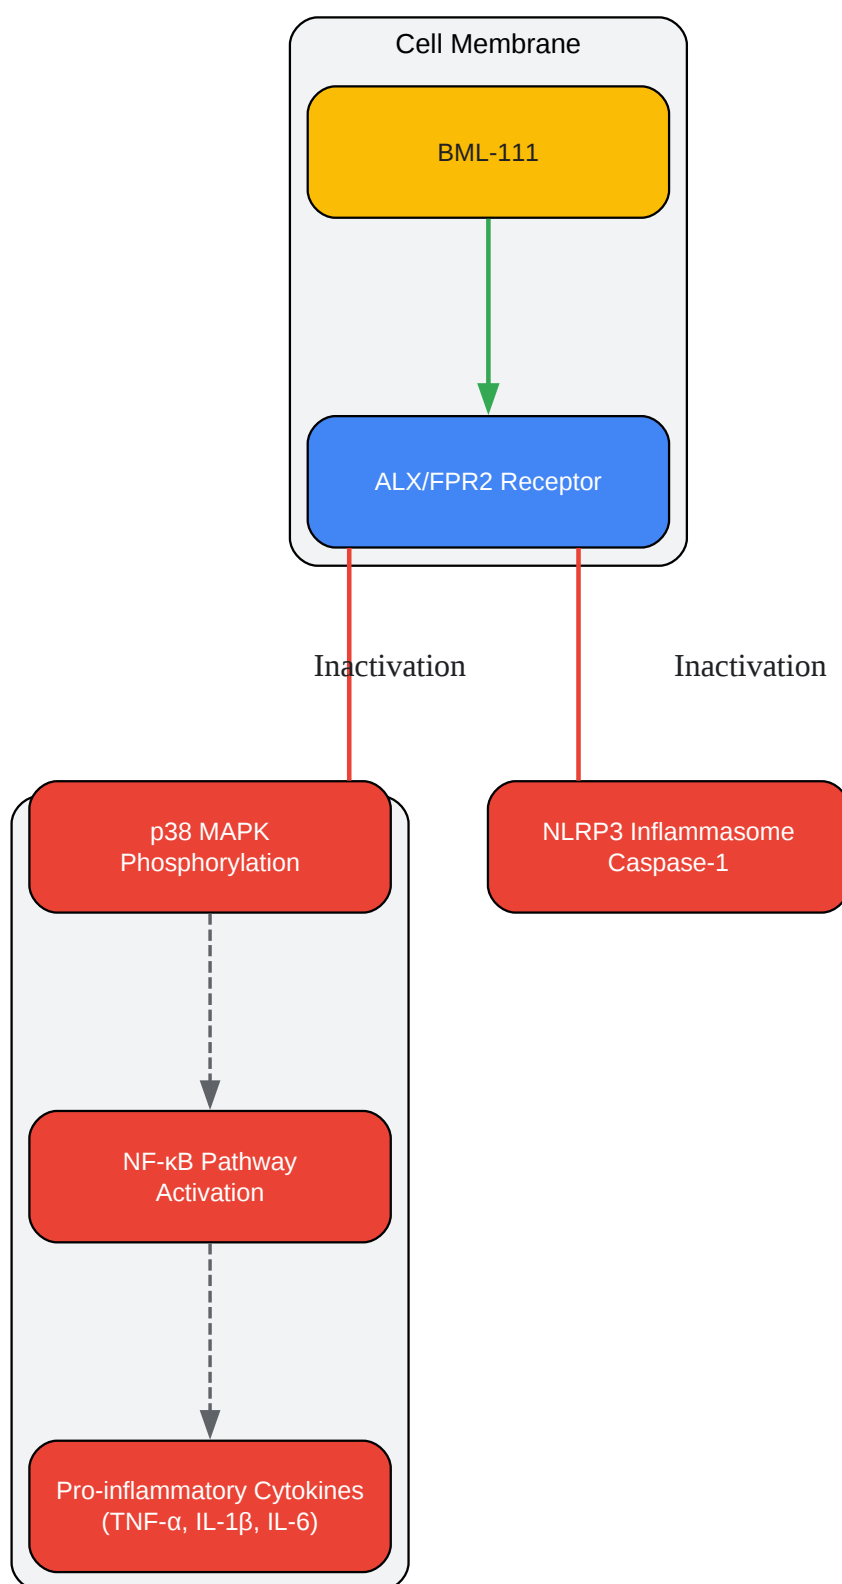 Cell Membrane
BML-111
ALX/FPR2 Receptor
Inactivation
Inactivation
p38 MAPK
Phosphorylation
NLRP3 Inflammasome
Caspase-1
NF-κB Pathway
Activation
Pro-inflammatory Cytokines
(TNF-α, IL-1β, IL-6)